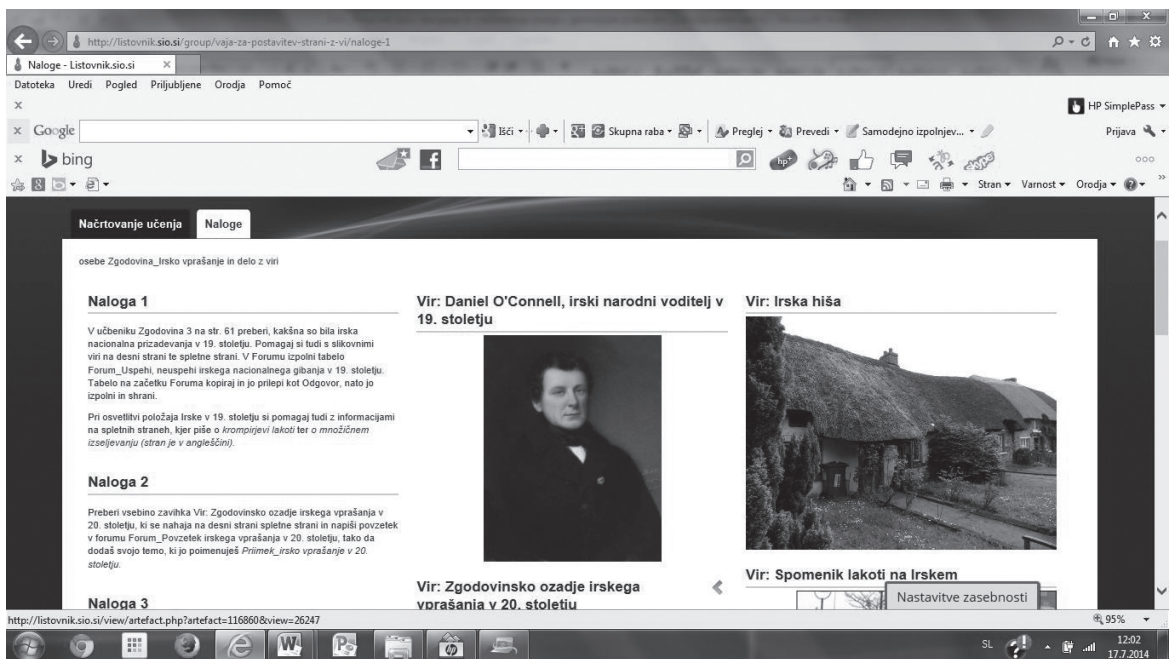 http://listovnik.sio.si/group/vaja-za-postavitev-strani-z-vi/naloge-1
Naloge - Listovnik.sio.si
Datoteka Uredi Pogled Priljubljene Orodja Pomoč
HP SimplePass
Google
Išči
Skupna raba
Preglej
Prevedi
Samodejno izpolnjev...
Prijava
bing
hp
Stran
Varnost
Orodja
Načrtovanje učenja
Naloge
osebe Zgodovina_Irsko vprašanje in delo z viri
Naloga 1
V učbeniku Zgodovina 3 na str. 61 preberi, kakšna so bila irska
nacionalna prizadevanja v 19. stoletju. Pomagaj si tudi s slikovnimi
viri na desni strani te spletne strani. V Forumu izpolni tabelo
Forum_Uspehi, neuspehi irskega nacionalnega gibanja v 19. stoletju.
Tabelo na začetku Foruma kopiraj in jo prilepi kot Odgovor, nato jo
izpolni in shrani.
Pri osvetlitvi položaja Irske v 19. stoletju si pomagaj tudi z informacijami
na spletnih straneh, kjer piše o krompirjevi lakoti ter o množičnem
izseljevanju (stran je v angleščini).
Naloga 2
Preberi vsebino zavihka Vir: Zgodovinsko ozadje irskega vprašanja v
20. stoletju, ki se nahaja na desni strani spletne strani in napiši povzetek
v forumu Forum_Povzetek irskega vprašanja v 20. stoletju, tako da
dodaš svojo temo, ki jo poimenuješ Priimek_irsko vprašanje v 20.
stoletju.
Naloga 3
Vir: Daniel O'Connell, irski narodni voditelj v
19. stoletju
Vir: Zgodovinsko ozadje irskega
vprašanja v 20. stoletju
Vir: Irska hiša
Vir: Spomenik lakoti na Irskem
Nastavitve zasebnosti
http://listovnik.sio.si/view/artefact.php?artefact=116860&view=26247
95%
SL
12:02
17.7.2014